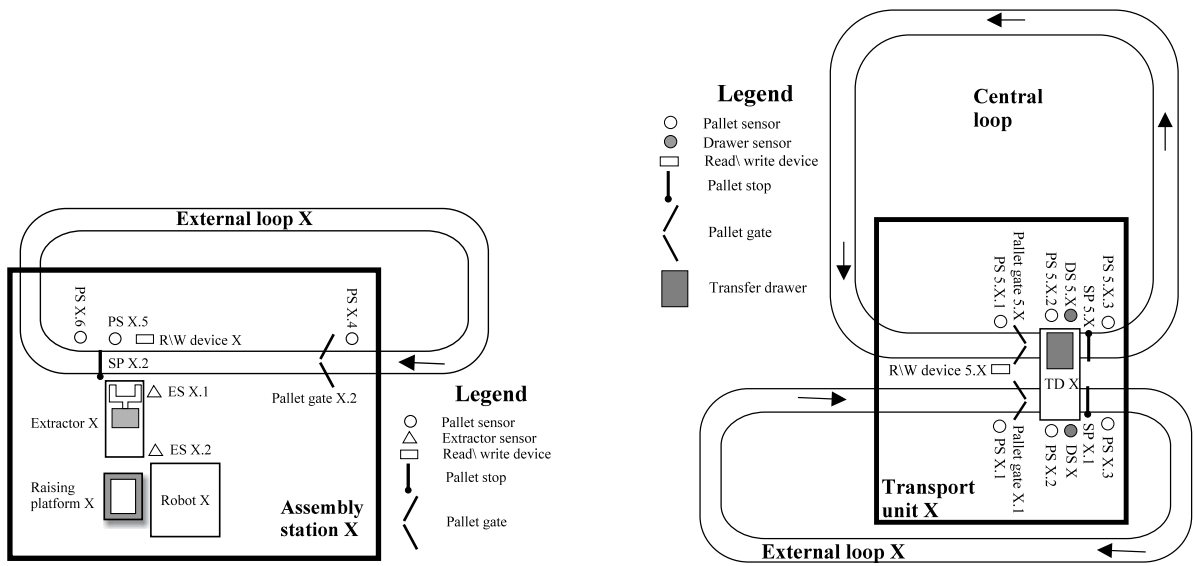 External loop X
PS X.6
PS X.5
R\W device X
PS X.4
SP X.2
ES X.1
Pallet gate X.2
Extractor X
ES X.2
Raising
platform X
Robot X
Assembly
station X
Legend
Pallet sensor
Extractor sensor
Read\ write device
Pallet stop
Pallet gate
Legend
Pallet sensor
Drawer sensor
Read\ write device
Pallet stop
Pallet gate
Transfer drawer
Central
loop
PS 5.X.1
Pallet gate 5.X
PS 5.X.2
DS 5.X
SP 5.X
PS 5.X.3
R\W device 5.X
TD X
PS X.1
Pallet gate X.1
PS X.2
DS X
SP X.1
PS X.3
Transport
unit X
External loop X